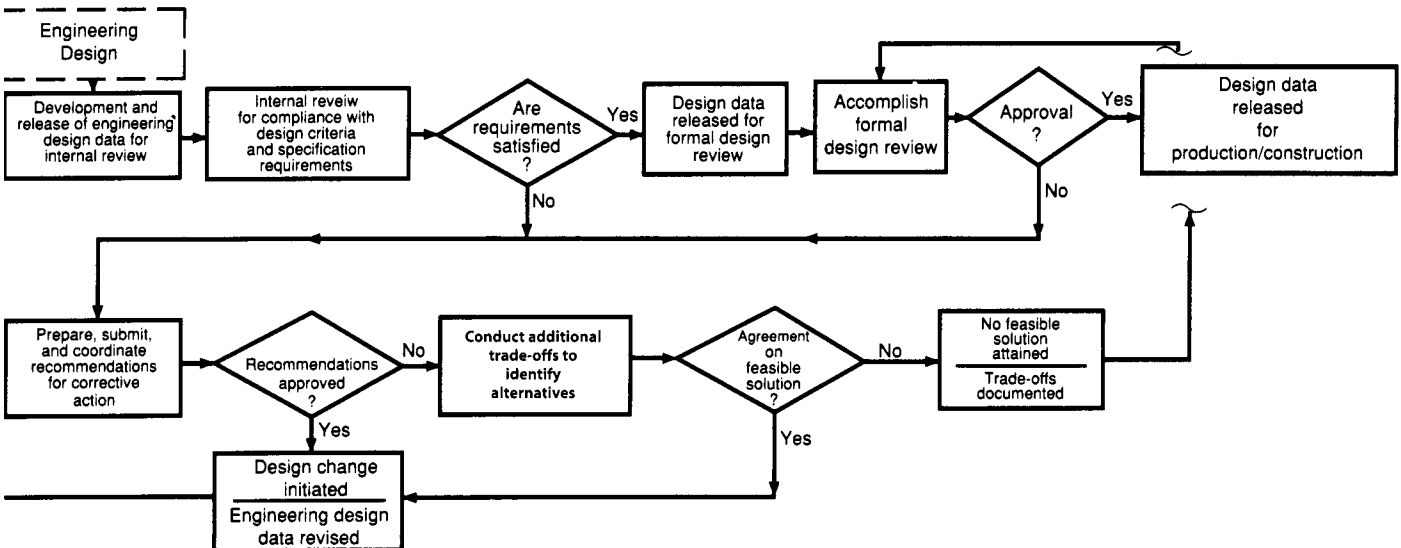 Engineering
Design
Development and
release of engineering
design data for
internal review
Internal reveiw
for compliance with
design criteria
and specification
requirements
Are
requirements
satisfied
?
Yes
No
Design data
released for
formal design
review
Accomplish
formal
design review
Approval
?
Yes
No
Design data
released
for
production/construction
Prepare, submit,
and coordinate
recommendations
for corrective
action
Recommendations
approved
?
No
Yes
Conduct additional
trade-offs to
identify
alternatives
Agreement
on
feasible
solution
?
No
Yes
No feasible
solution
attained
Trade-offs
documented
Design change
initiated
Engineering design
data revised